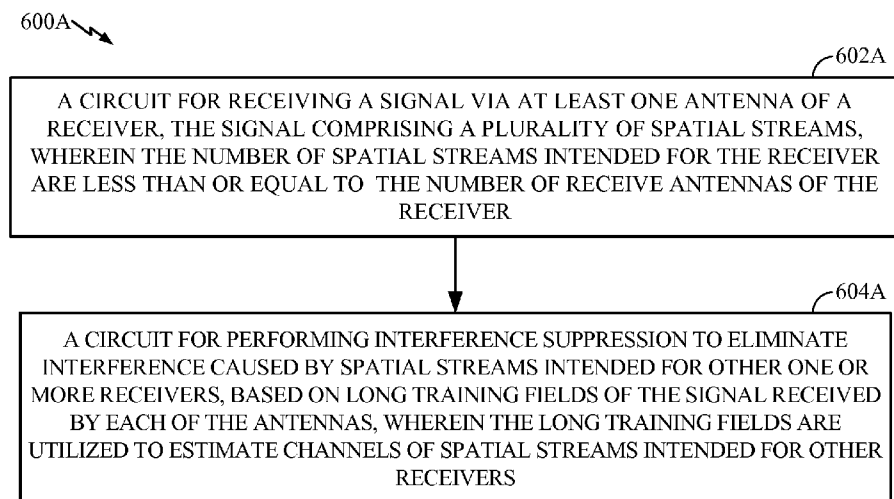 600A
602A
A CIRCUIT FOR RECEIVING A SIGNAL VIA AT LEAST ONE ANTENNA OF A
RECEIVER, THE SIGNAL COMPRISING A PLURALITY OF SPATIAL STREAMS,
WHEREIN THE NUMBER OF SPATIAL STREAMS INTENDED FOR THE RECEIVER
ARE LESS THAN OR EQUAL TO THE NUMBER OF RECEIVE ANTENNAS OF THE
RECEIVER
604A
A CIRCUIT FOR PERFORMING INTERFERENCE SUPPRESSION TO ELIMINATE
INTERFERENCE CAUSED BY SPATIAL STREAMS INTENDED FOR OTHER ONE OR
MORE RECEIVERS, BASED ON LONG TRAINING FIELDS OF THE SIGNAL RECEIVED
BY EACH OF THE ANTENNAS, WHEREIN THE LONG TRAINING FIELDS ARE
UTILIZED TO ESTIMATE CHANNELS OF SPATIAL STREAMS INTENDED FOR OTHER
RECEIVERS